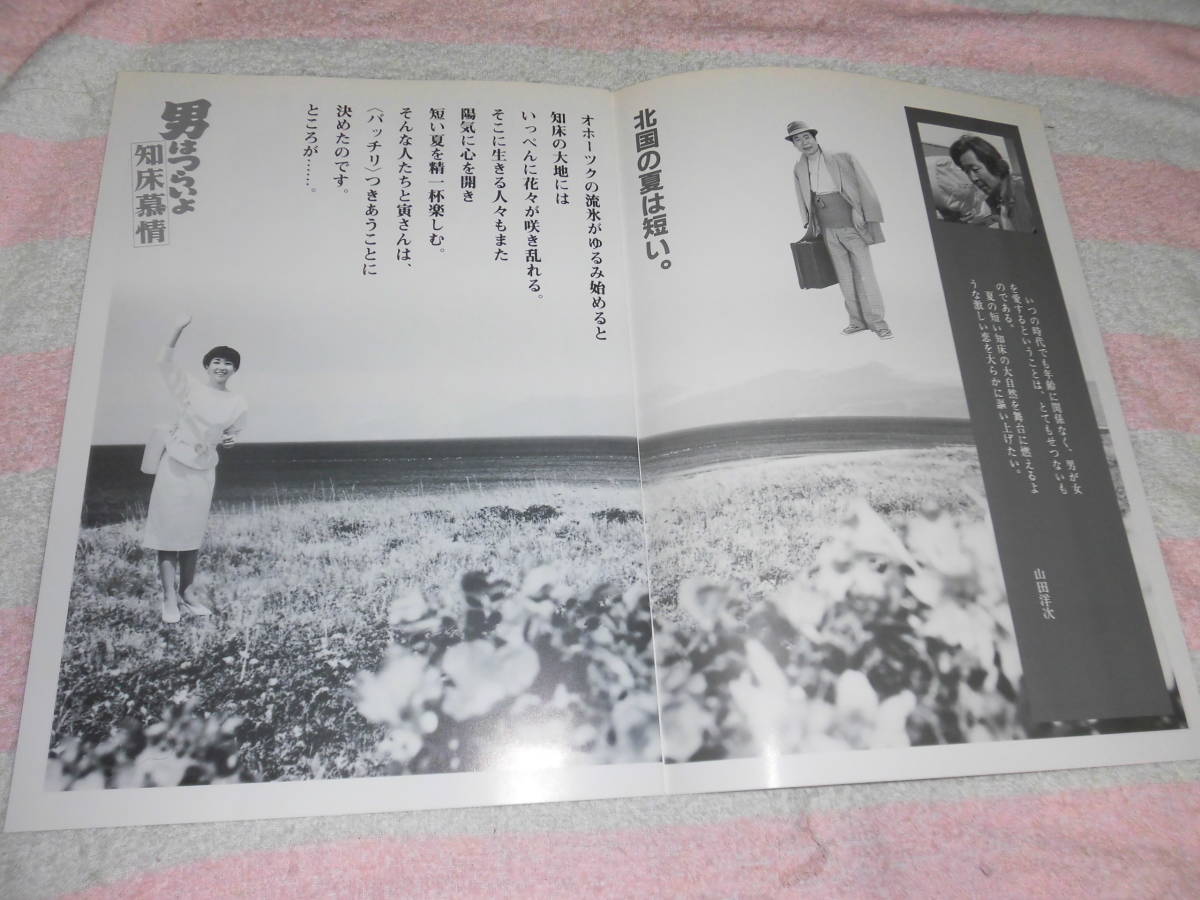 いつの時代でも年齢に関係なく、男が女
を愛するということは、とてもせつないも
のである。
夏の短い知床の大自然を舞台に燃えるよ
うな激しい恋を大らかに謳い上げたい。
山田洋次
北国の夏は短い。
オホーツクの流氷がゆるみ始めると
知床の大地には
いっぺんに花々が咲き乱れる。
そこに生きる人々もまた
陽気に心を開き
短い夏を精一杯楽しむ。
そんな人たちと寅さんは、
〈バッチリ〉つきあうことに
決めたのです。
ところが……。
男はつらいよ
知床慕情